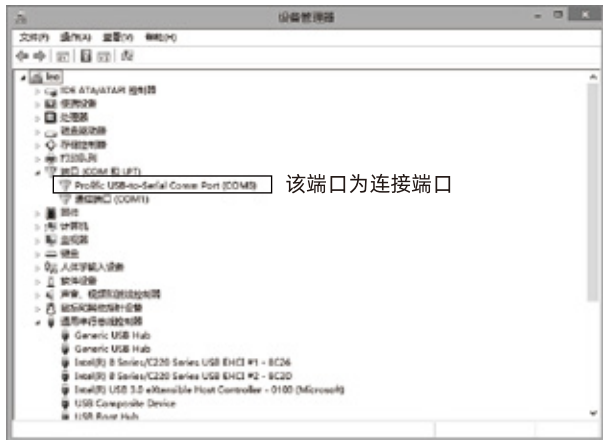 设备管理器
文件(F) 操作(A) 查看(V) 帮助(H)
leo
IDE ATA/ATAPI 控制器
便携设备
处理器
磁盘驱动器
存储控制器
打印队列
端口 (COM 和 LPT)
Prolific USB-to-Serial Comm Port (COM3) 该端口为连接端口
通信端口 (COM1)
固件
计算机
监视器
键盘
人体学输入设备
软件设备
声音、视频和游戏控制器
鼠标和其他指针设备
通用串行总线控制器
Generic USB Hub
Generic USB Hub
Intel(R) 8 Series/C220 Series USB EHCI #1 - 8C26
Intel(R) 8 Series/C220 Series USB EHCI #2 - 8C2D
Intel(R) USB 3.0 eXtensible Host Controller - 0100 (Microsoft)
USB Composite Device
USB Root Hub